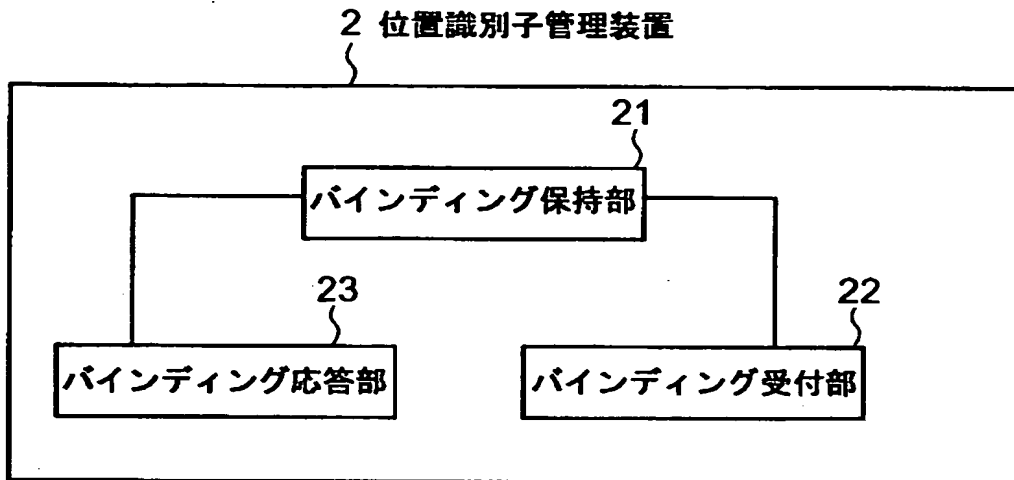 2 位置識別子管理装置
21
バインディング保持部
23
22
バインディング応答部
バインディング受付部